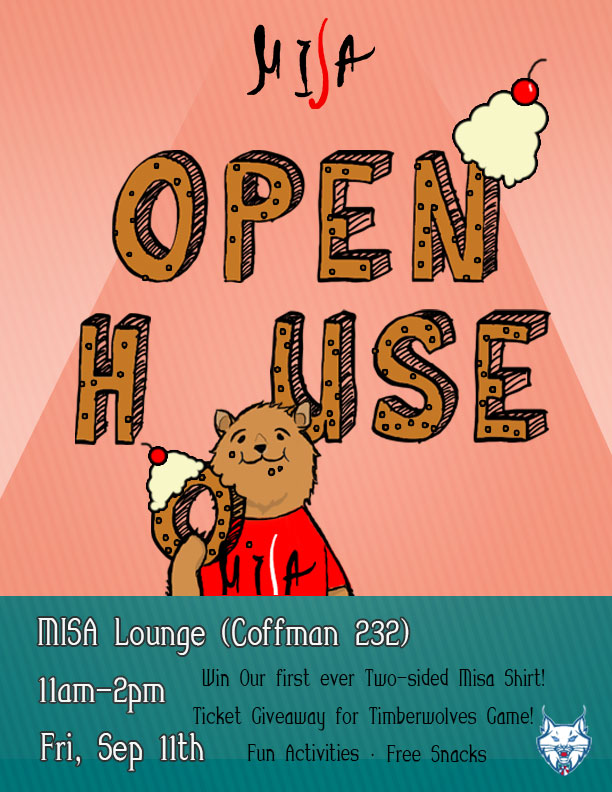 MISA
OPEN
HOUSE
MISA
MISA Lounge (Coffman 232)
11am-2pm
Win Our first ever Two-sided Misa Shirt!
Ticket Giveaway for Timberwolves Game!
Fri, Sep 11th
Fun Activities · Free Snacks